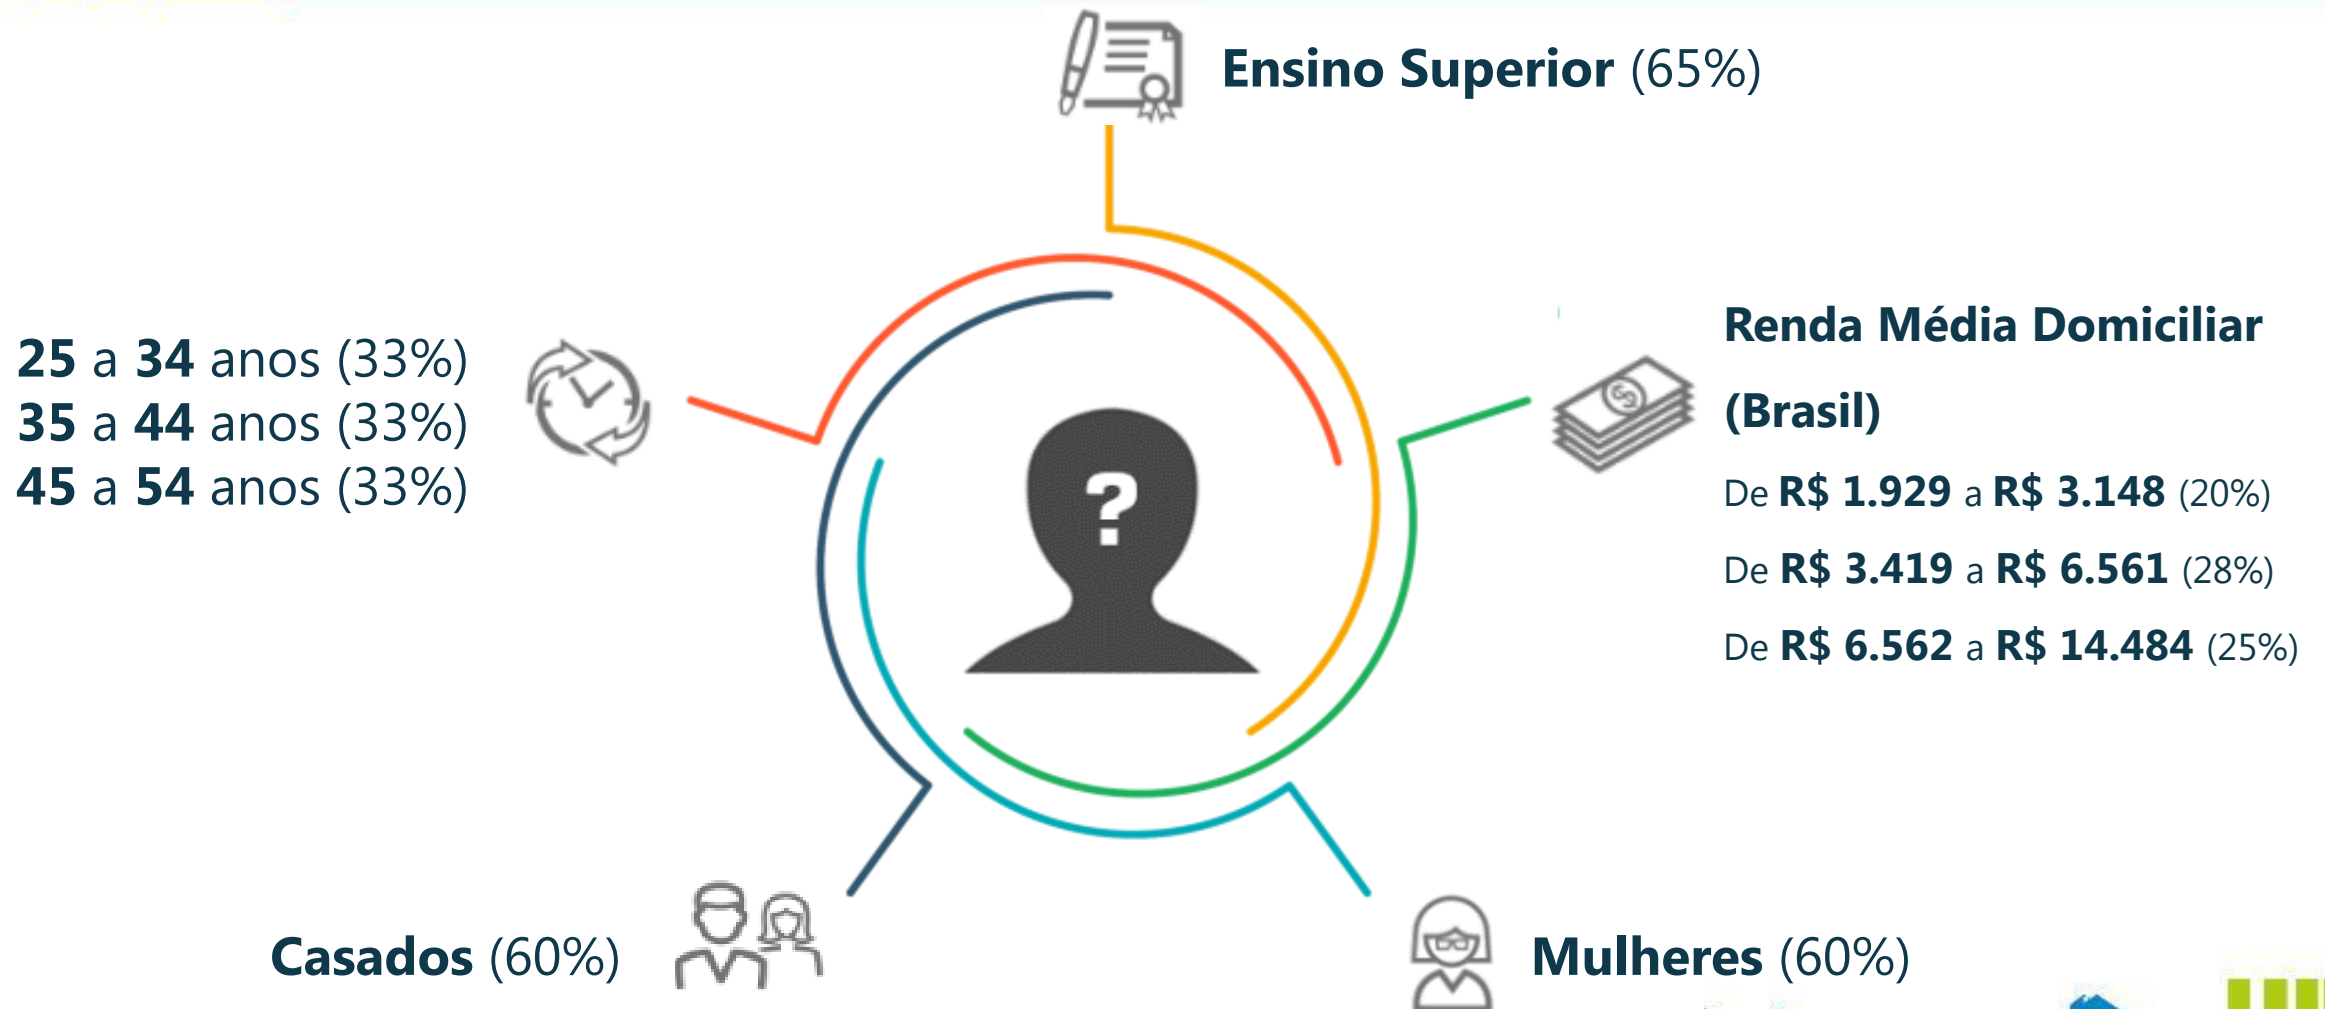 Ensino Superior (65%)
25 a 34 anos (33%)
35 a 44 anos (33%)
45 a 54 anos (33%)
?
Renda Média Domiciliar
(Brasil)
De R$ 1.929 a R$ 3.148 (20%)
De R$ 3.419 a R$ 6.561 (28%)
De R$ 6.562 a R$ 14.484 (25%)
Casados (60%)
Mulheres (60%)